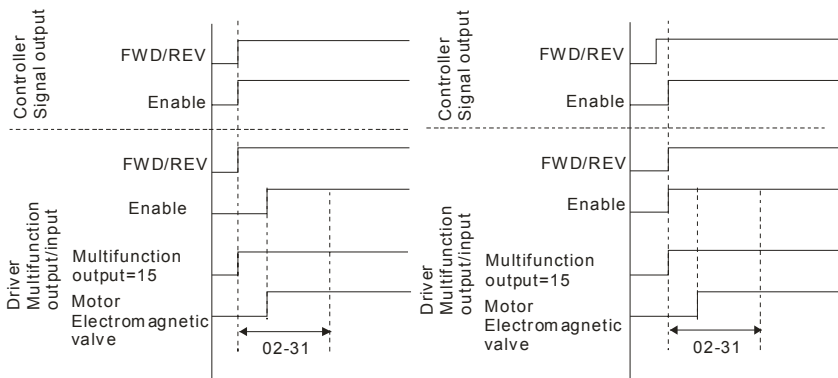 Controller
Signal output
FWD/REV
Enable
Driver
Multifunction
output/input
FWD/REV
Enable
Multifunction
output=15
Motor
Electromagnetic
valve
02-31
Controller
Signal output
FWD/REV
Enable
Driver
Multifunction
output/input
FWD/REV
Enable
Multifunction
output=15
Motor
Electromagnetic
valve
02-31